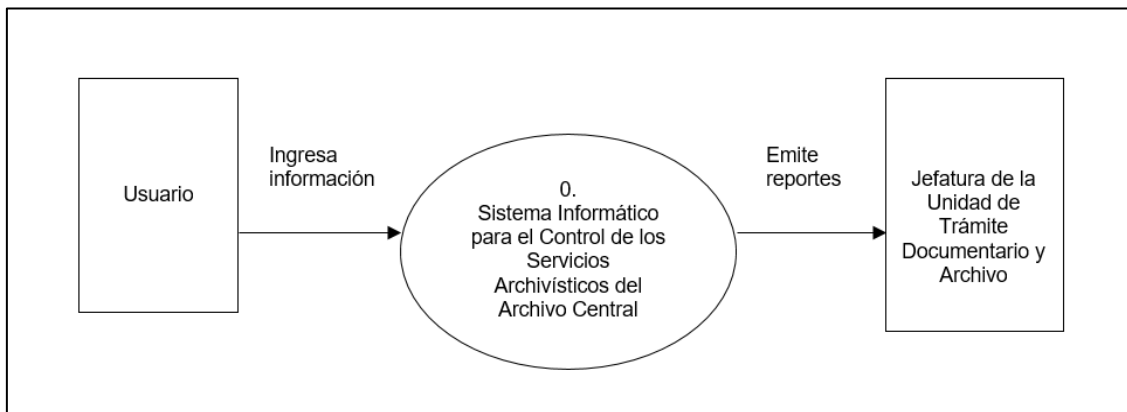 Usuario
Ingresa
información
0.
Sistema Informático
para el Control de los
Servicios
Archivísticos del
Archivo Central
Emite
reportes
Jefatura de la
Unidad de
Trámite
Documentario y
Archivo